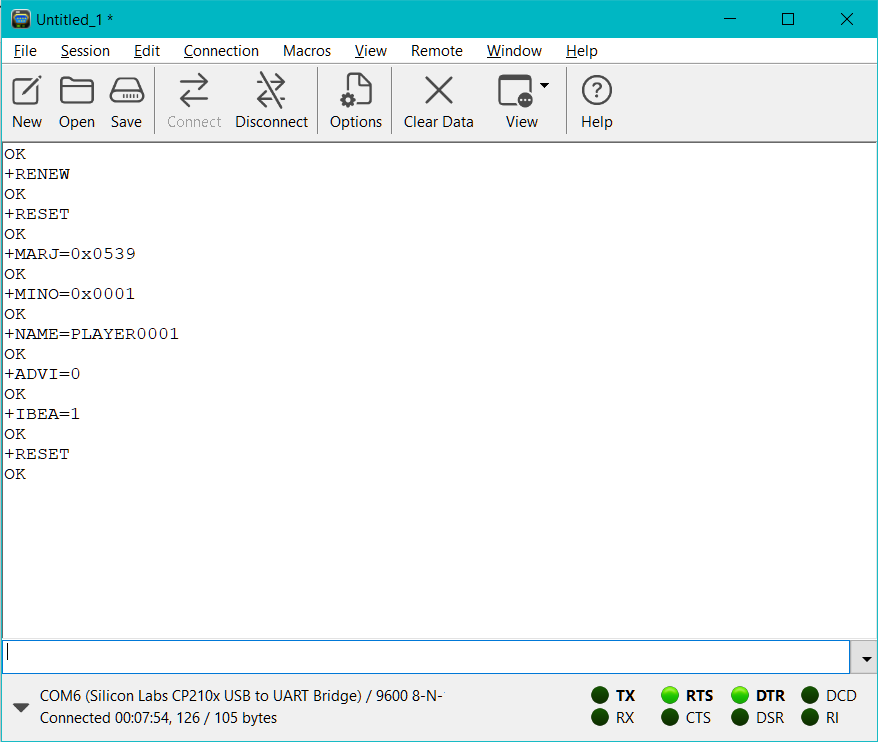 Untitled_1 *
File Session Edit Connection Macros View Remote Window Help
New Open Save Connect Disconnect Options Clear Data View Help
OK
+RENEW
OK
+RESET
OK
+MARJ=0x0539
OK
+MINO=0x0001
OK
+NAME=PLAYER0001
OK
+ADVI=0
OK
+IBEA=1
OK
+RESET
OK
COM6 (Silicon Labs CP210x USB to UART Bridge) / 9600 8-N-
TX RTS DTR DCD
Connected 00:07:54, 126 / 105 bytes
RX CTS DSR RI